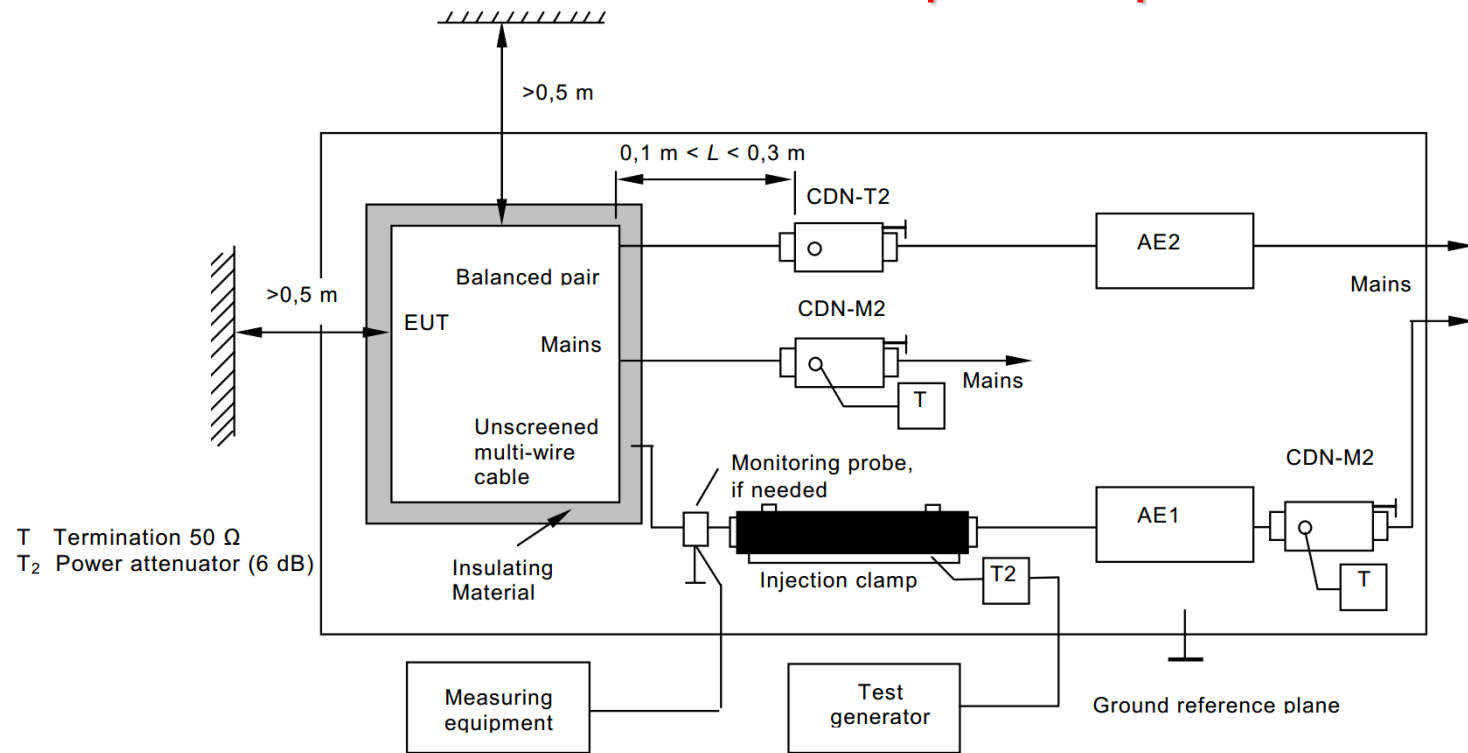 >0,5 m
0,1 m < L < 0,3 m
CDN-T2
AE2
Balanced pair
Mains
>0,5 m
CDN-M2
EUT
Mains
Mains
T
Unscreened
multi-wire
cable
Monitoring probe,
if needed
CDN-M2
AE1
T Termination 50 Ω
T2 Power attenuator (6 dB)
Insulating
Material
Injection clamp
T2
T
Measuring
equipment
Test
generator
Ground reference plane